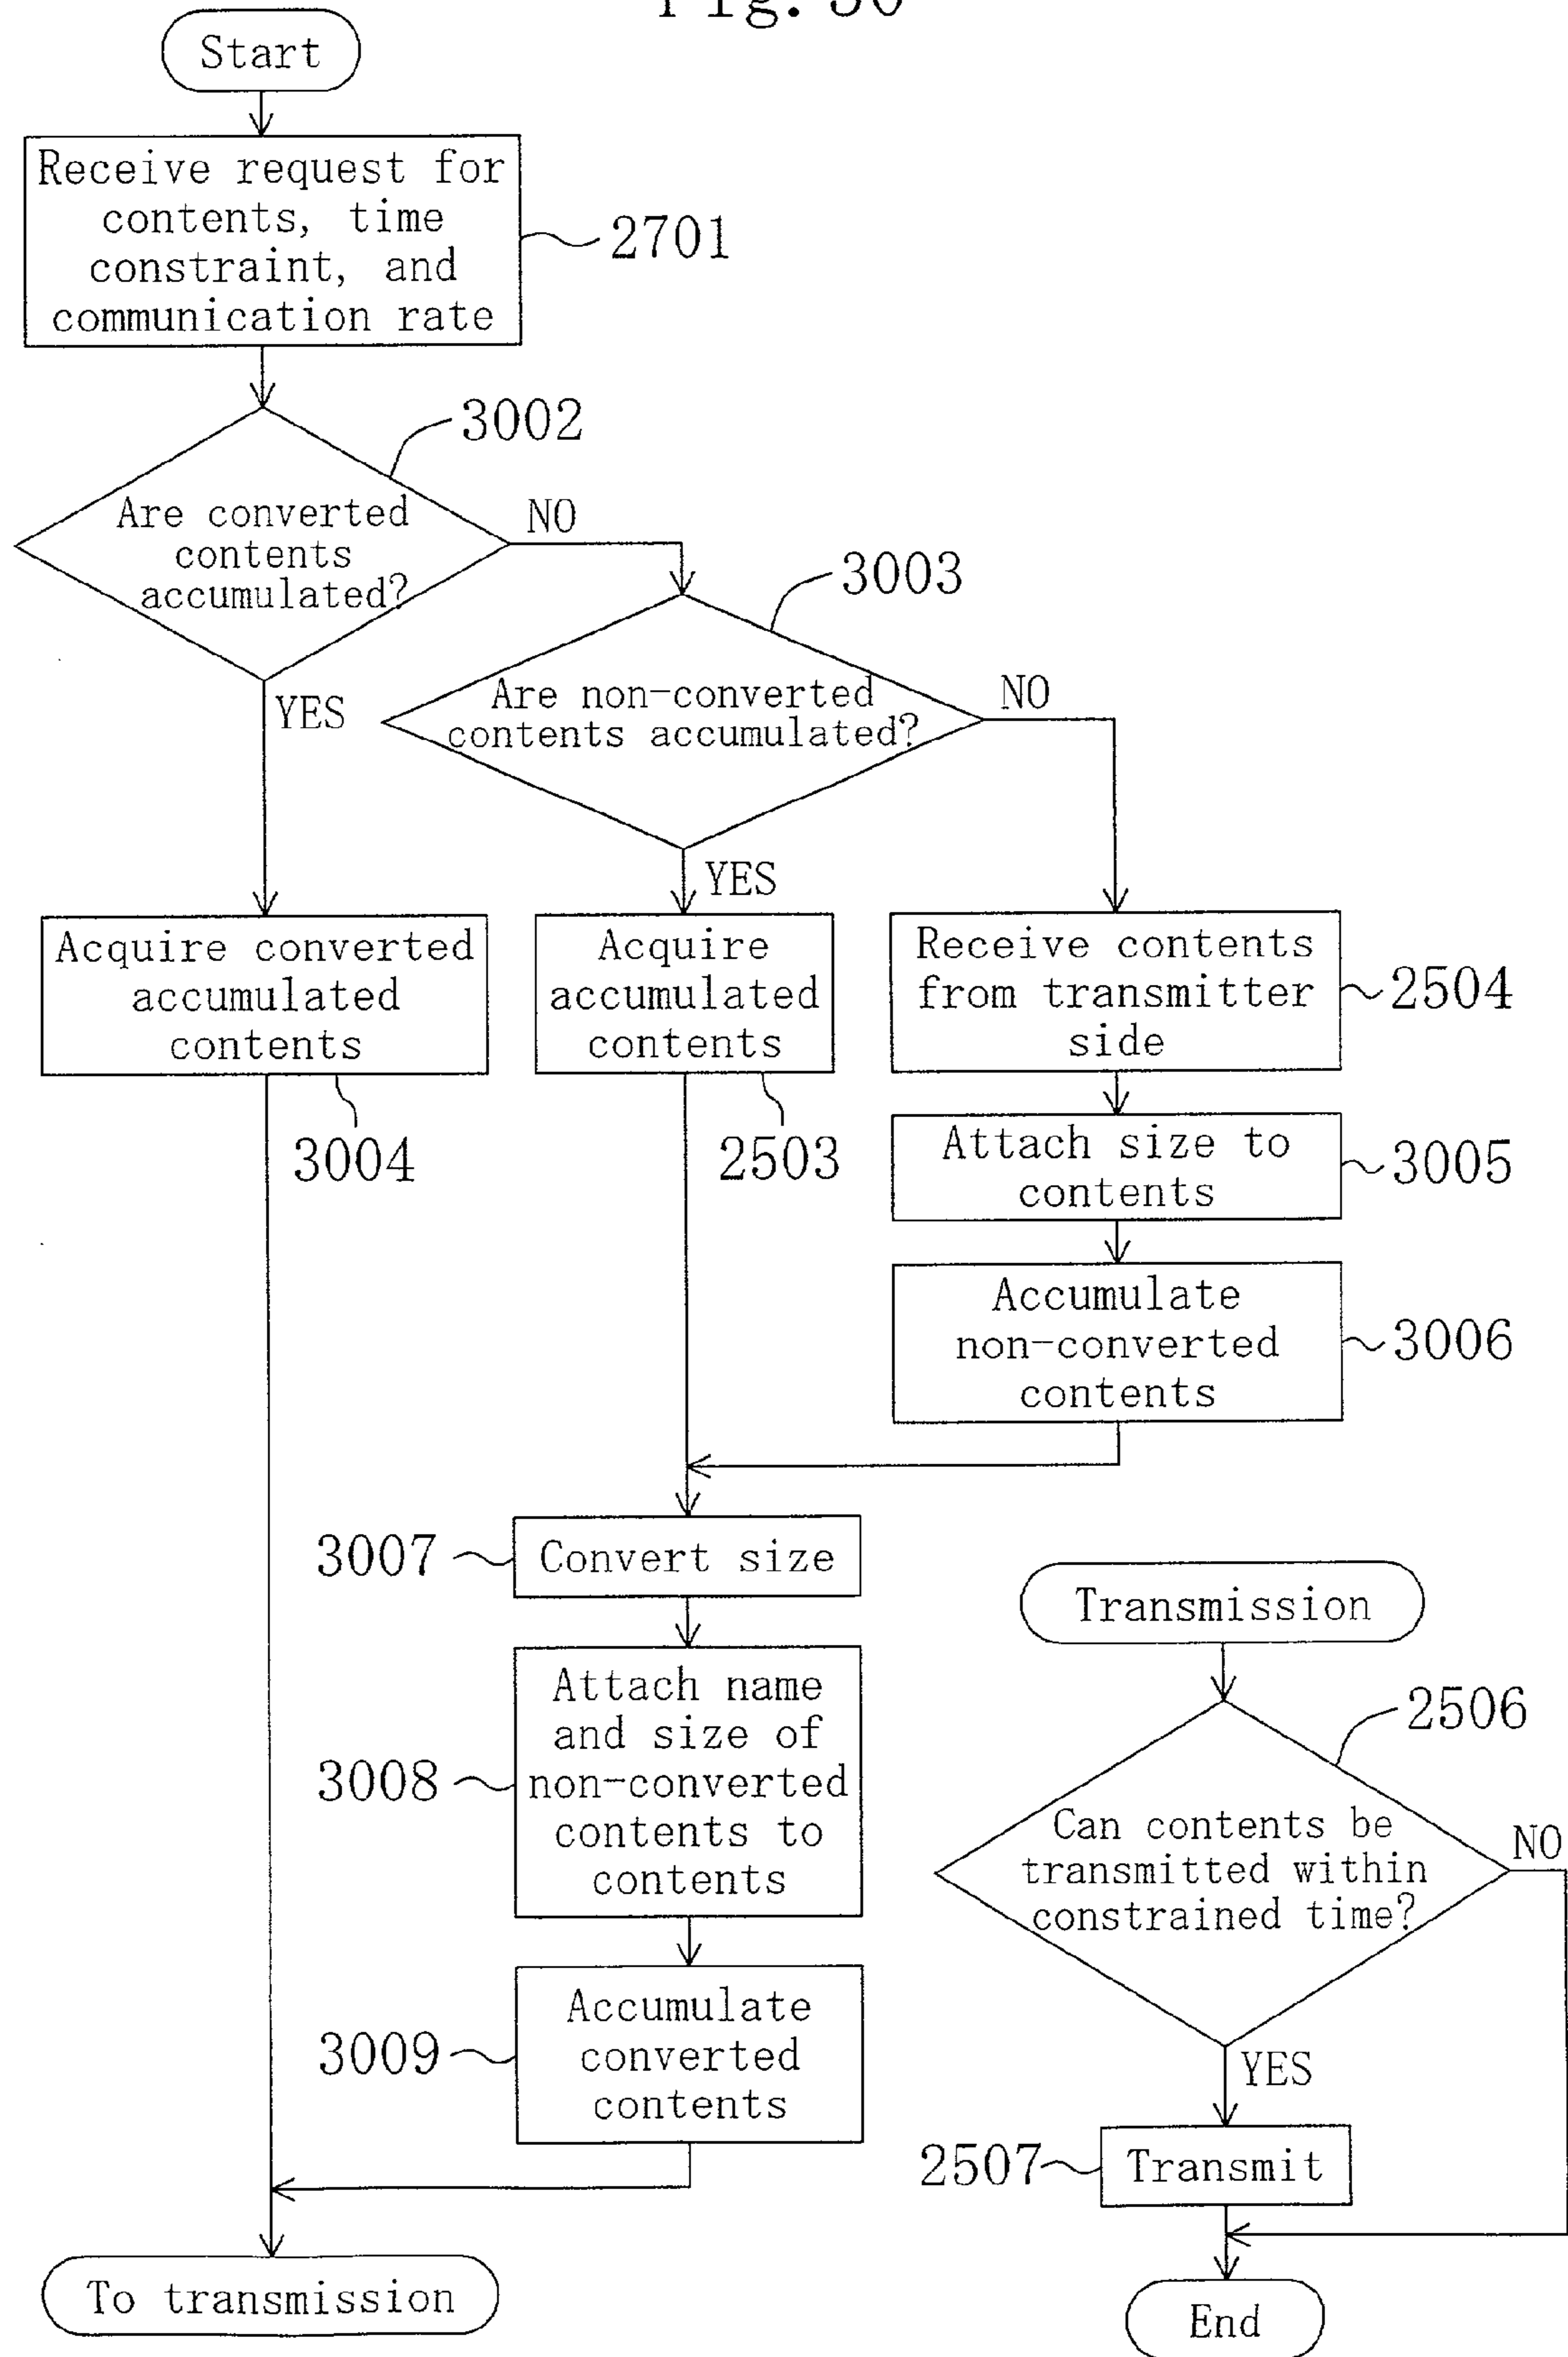 Fig. 30
Start
Receive request for
contents, time
constraint, and
communication rate
2701
3002
Are converted
contents
accumulated?
NO
YES
3003
Are non-converted
contents accumulated?
NO
YES
Acquire converted
accumulated
contents
3004
Acquire
accumulated
contents
2503
Receive contents
from transmitter
side
2504
Attach size to
contents
3005
Accumulate
non-converted
contents
3006
3007
Convert size
3008
Attach name
and size of
non-converted
contents to
contents
3009
Accumulate
converted
contents
To transmission
Transmission
2506
Can contents be
transmitted within
constrained time?
NO
YES
2507
Transmit
End